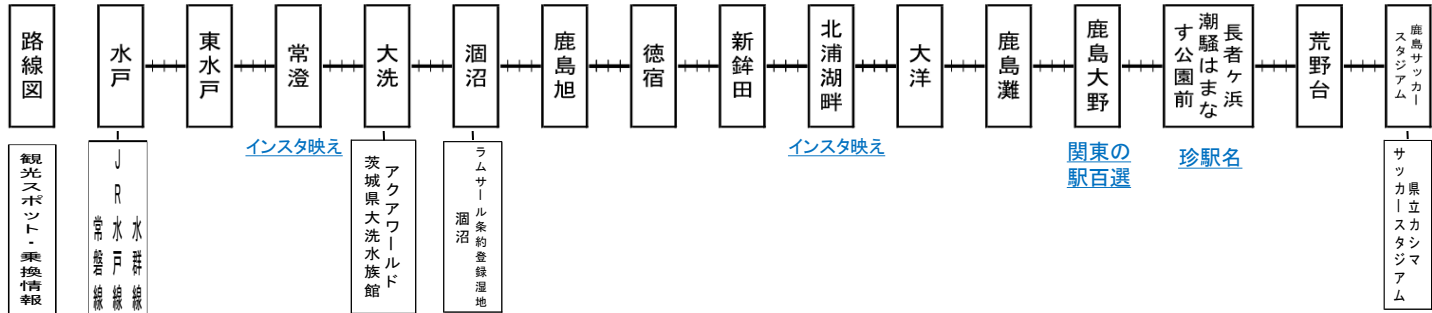 路線図
水戸
東水戸
常澄
大洗
涸沼
鹿島旭
徳宿
新鉾田
北浦湖畔
大洋
鹿島灘
鹿島大野
長者ヶ浜
潮騒はまな
す公園前
荒野台
鹿島サッカー
スタジアム
インスタ映え
インスタ映え
関東の
駅百選
珍駅名
観光スポット・乗換情報
水群線
JR水戸線
常磐線
アクアワールド
茨城県大洗水族館
ラムサール条約登録湿地
涸沼
県立カシマ
サッカースタジアム